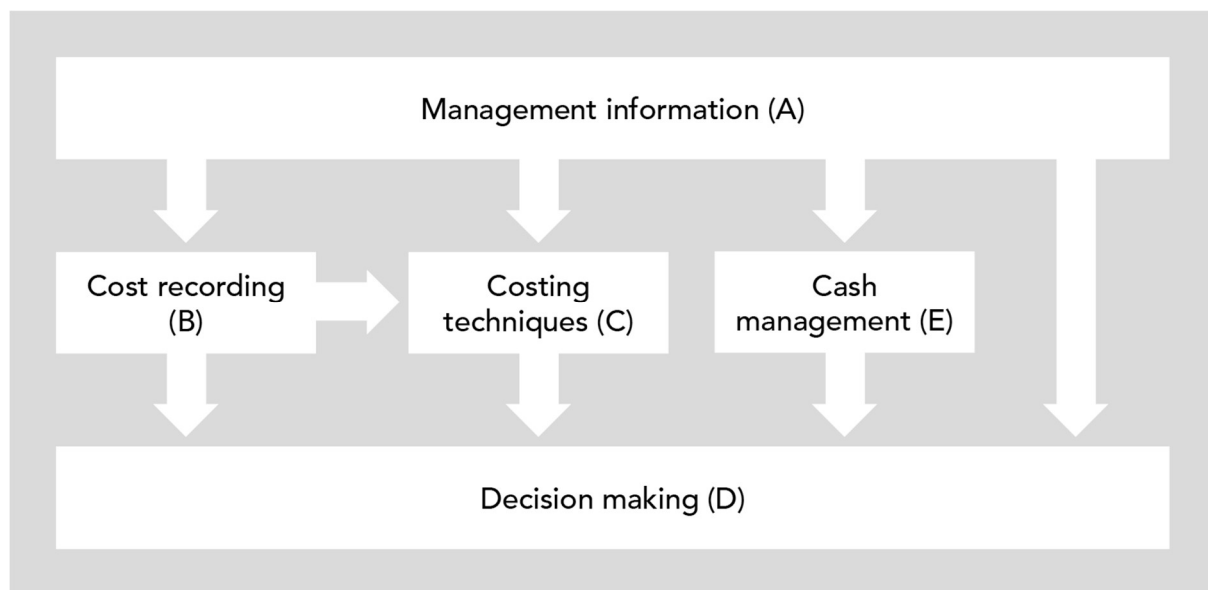 Management information (A)
Cost recording
(B)
Costing
techniques (C)
Cash
management (E)
Decision making (D)